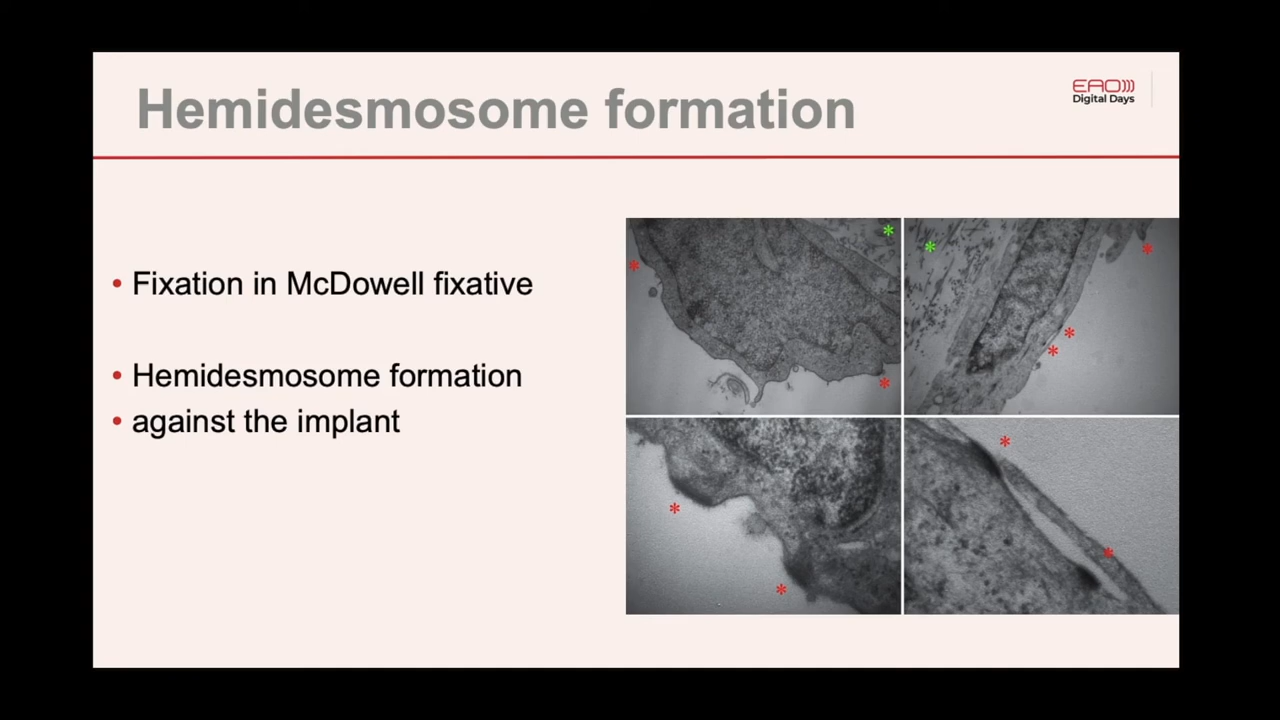 Hemidesmosome formation
EAO)))
Digital Days
• Fixation in McDowell fixative
• Hemidesmosome formation
• against the implant